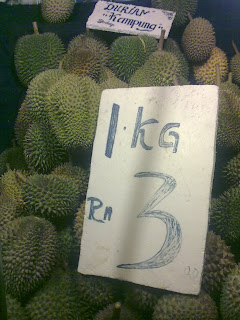 DURIAN
"Kampung"
1.KG
RM 3